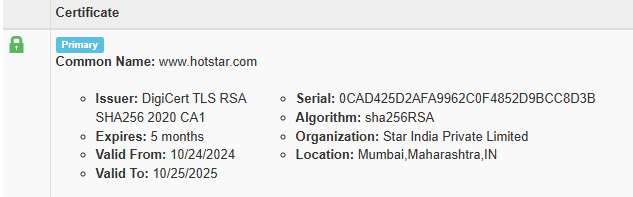 Certificate
Primary
Common Name: www.hotstar.com
Issuer: DigiCert TLS RSA
SHA256 2020 CA1
Expires: 5 months
Valid From: 10/24/2024
Valid To: 10/25/2025
Serial: 0CAD425D2AFA9962C0F4852D9BCC8D3B
Algorithm: sha256RSA
Organization: Star India Private Limited
Location: Mumbai,Maharashtra,IN